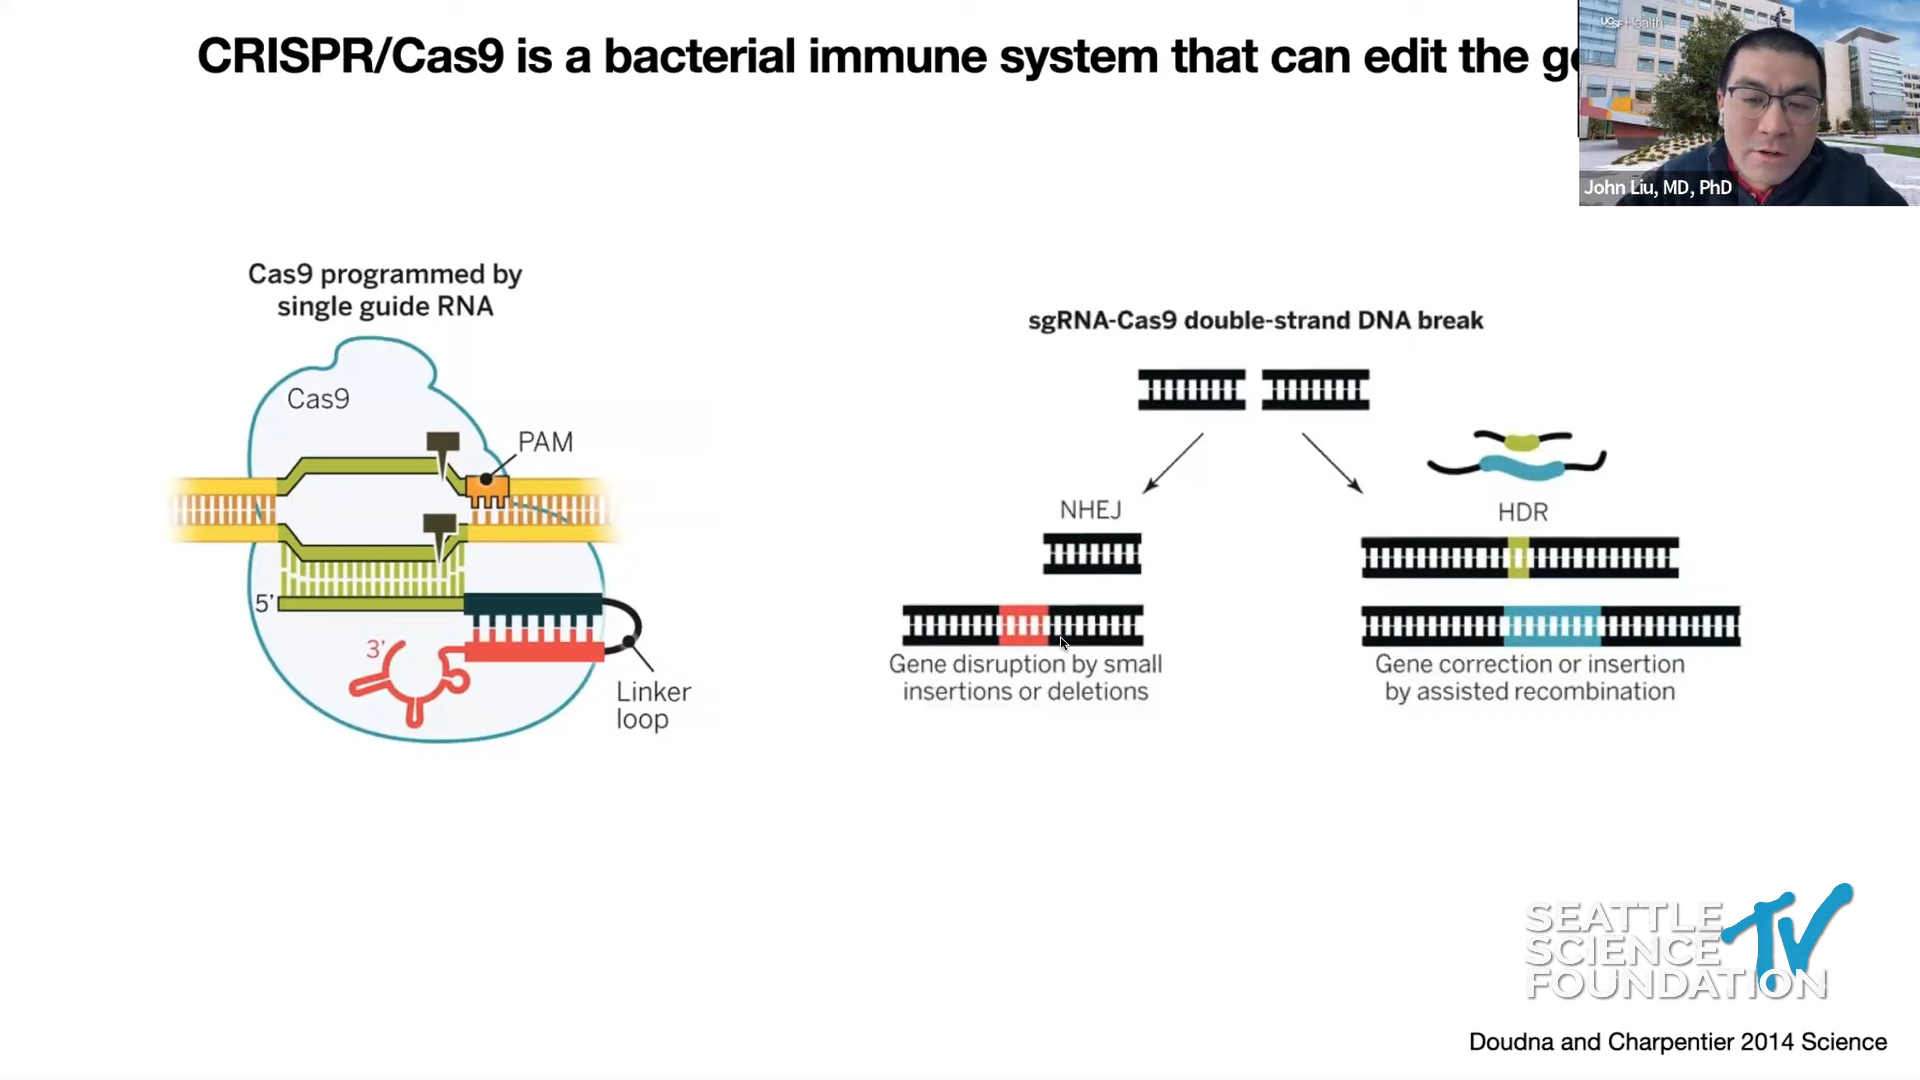 CRISPR/Cas9 is a bacterial immune system that can edit the
UCSF Health
John Liu, MD, PhD
Cas9 programmed by
single guide RNA
Cas9
PAM
5’
3’
Linker
loop
sgRNA-Cas9 double-strand DNA break
NHEJ
HDR
Gene disruption by small
insertions or deletions
Gene correction or insertion
by assisted recombination
SEATTLE
SCIENCE TV
FOUNDATION
Doudna and Charpentier 2014 Science